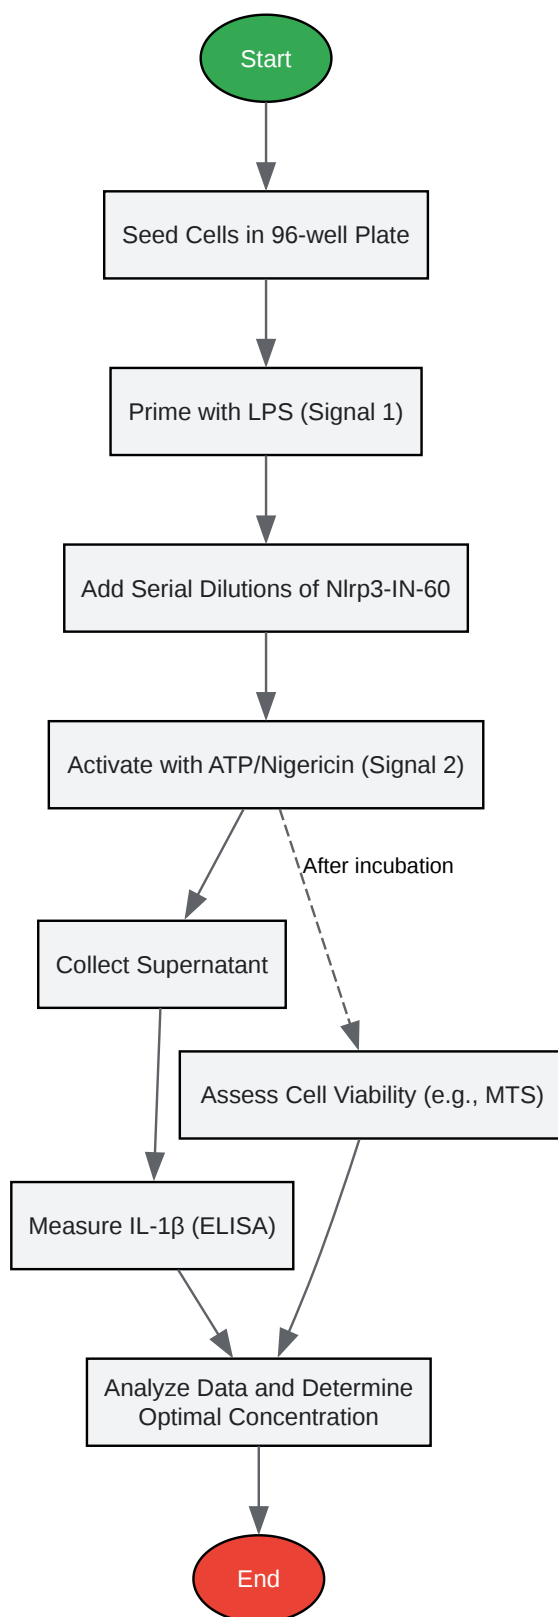 Start
Seed Cells in 96-well Plate
Prime with LPS (Signal 1)
Add Serial Dilutions of Nlrp3-IN-60
Activate with ATP/Nigericin (Signal 2)
After incubation
Collect Supernatant
Assess Cell Viability (e.g., MTS)
Measure IL-1β (ELISA)
Analyze Data and Determine
Optimal Concentration
End